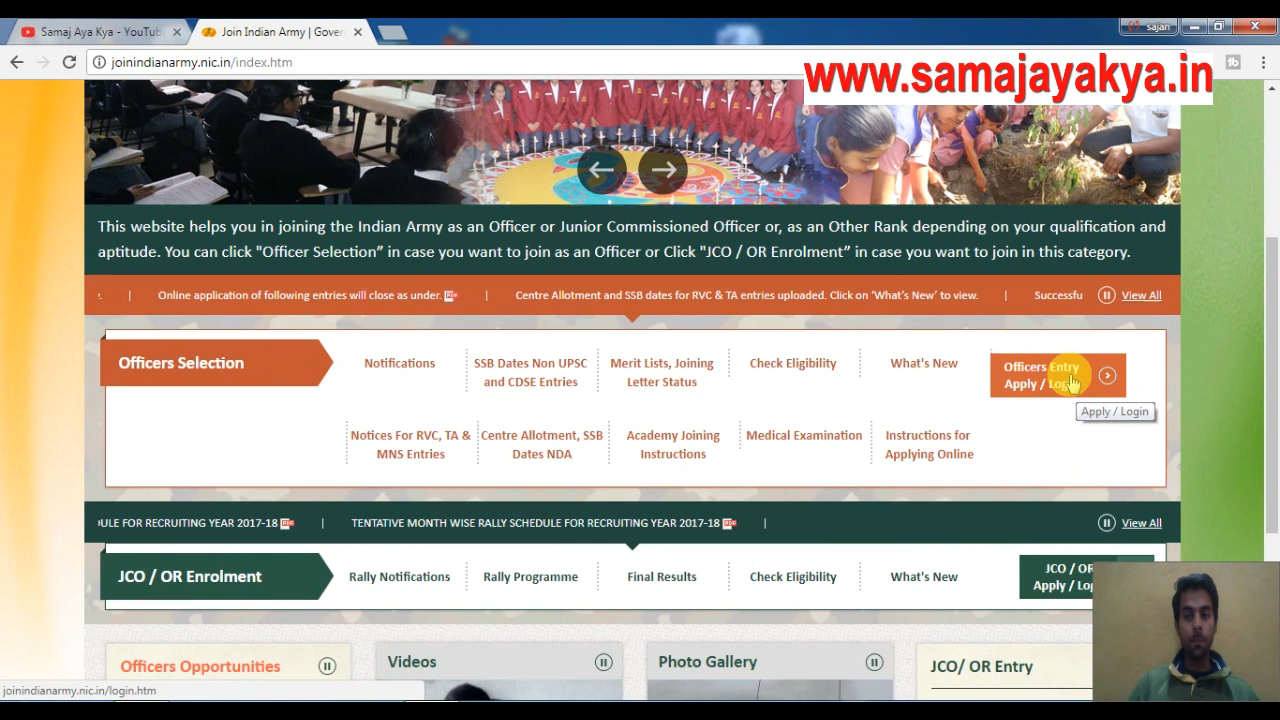 Samaj Aya Kya - YouTub
Join Indian Army | Gover
sajan
joinindianarmy.nic.in/index.htm
www.samajayakya.in
This website helps you in joining the Indian Army as an Officer or Junior Commissioned Officer or, as an Other Rank depending on your qualification and
aptitude. You can click "Officer Selection” in case you want to join as an Officer or Click "JCO / OR Enrolment” in case you want to join in this category.
. | Online application of following entries will close as under. PDF | Centre Allotment and SSB dates for RVC & TA entries uploaded. Click on ‘What’s New’ to view. | Successfu View All
Officers Selection
Notifications
SSB Dates Non UPSC
and CDSE Entries
Merit Lists, Joining
Letter Status
Check Eligibility
What's New
Officers Entry
Apply / Login
Apply / Login
Notices For RVC, TA &
MNS Entries
Centre Allotment, SSB
Dates NDA
Academy Joining
Instructions
Medical Examination
Instructions for
Applying Online
DULE FOR RECRUITING YEAR 2017-18 PDF | TENTATIVE MONTH WISE RALLY SCHEDULE FOR RECRUITING YEAR 2017-18 PDF | View All
JCO / OR Enrolment
Rally Notifications
Rally Programme
Final Results
Check Eligibility
What's New
JCO / OR
Apply / Log
Officers Opportunities
Videos
Photo Gallery
JCO/ OR Entry
joinindianarmy.nic.in/login.htm